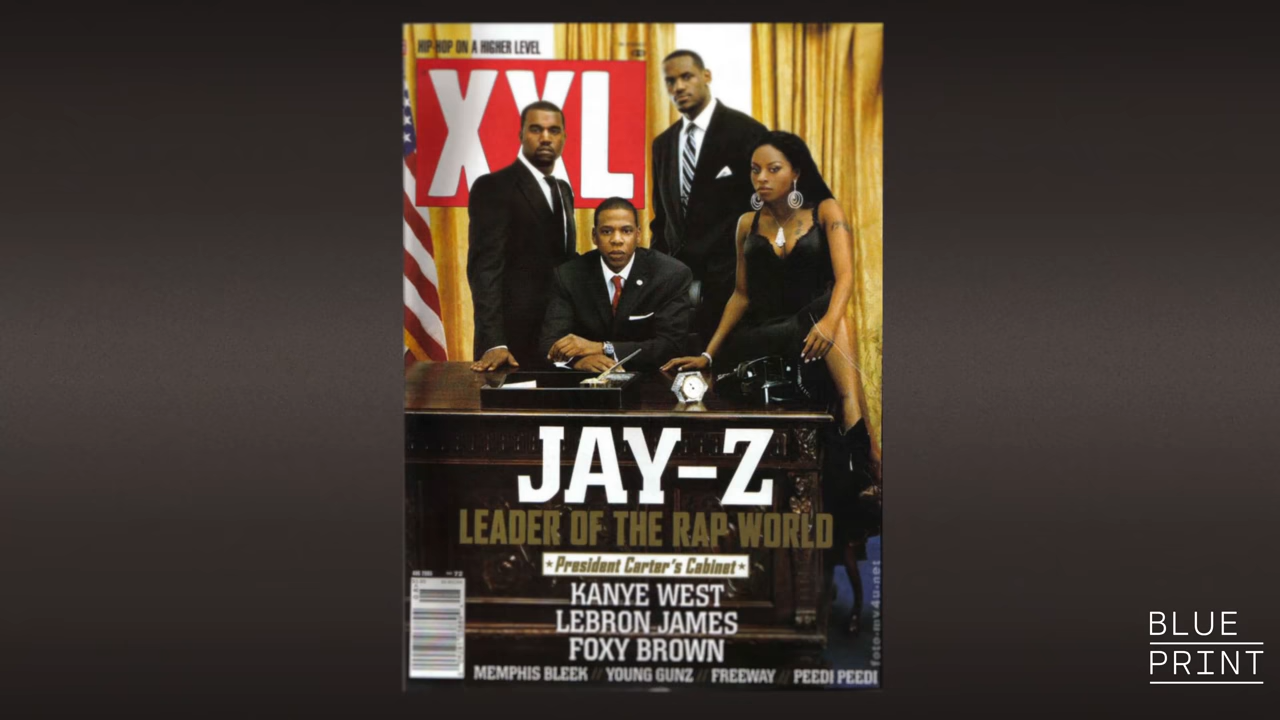 HIP-HOP ON A HIGHER LEVEL
XXL
JAY-Z
LEADER OF THE RAP WORLD
President Carter's Cabinet
KANYE WEST
LEBRON JAMES
FOXY BROWN
MEMPHIS BLEEK // YOUNG GUNZ // FREEWAY // PEEDI PEEDI
foto-my4u.net
BLUE
PRINT